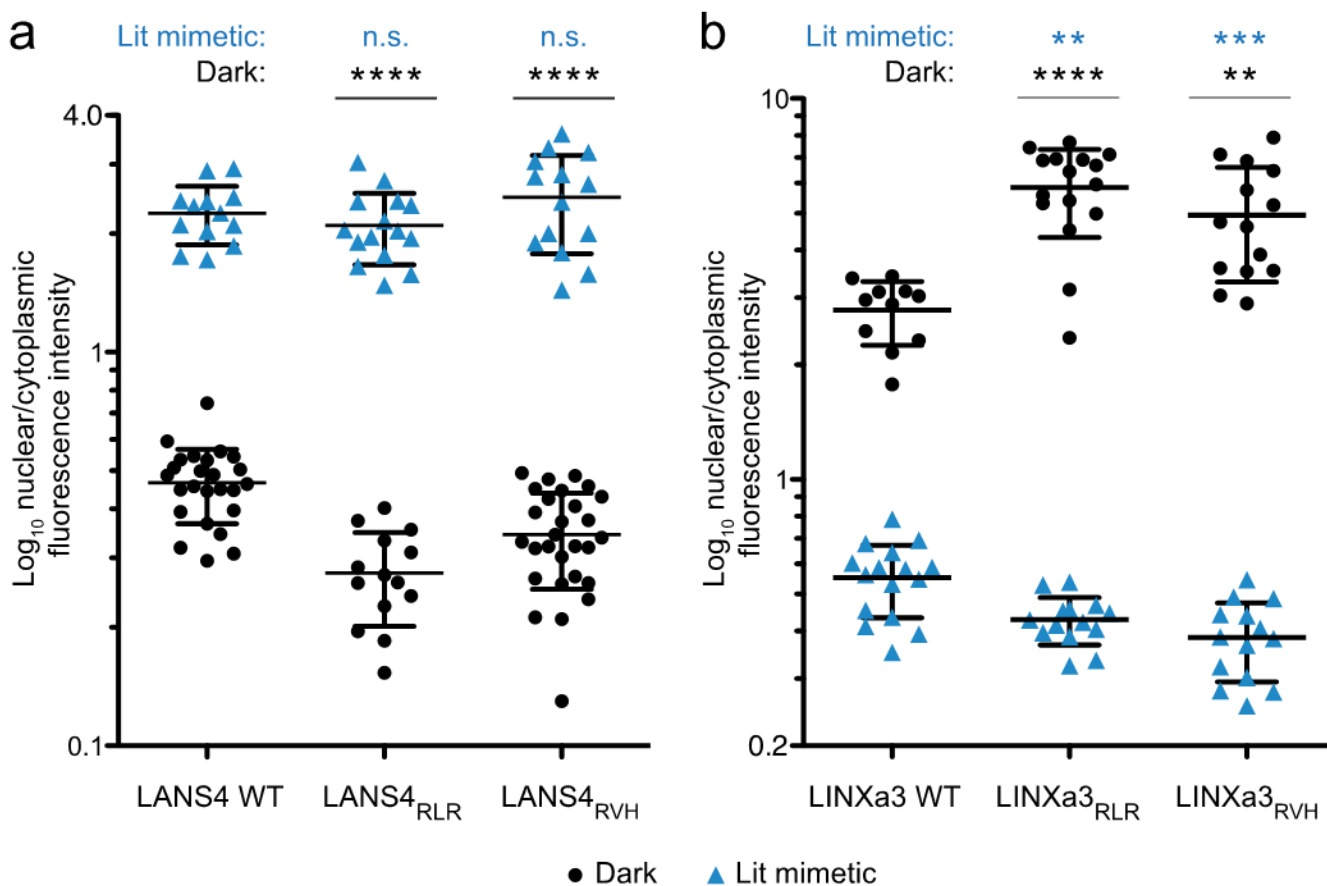 a
Lit mimetic: n.s. n.s.
Dark: **** ****
4.0
1
0.1
Log10 nuclear/cytoplasmic
fluorescence intensity
LANS4 WT LANS4RLR LANS4RVH
b
Lit mimetic: ** ***
Dark: **** **
10
1
0.2
Log10 nuclear/cytoplasmic
fluorescence intensity
LINXa3 WT LINXa3RLR LINXa3RVH
Dark Lit mimetic